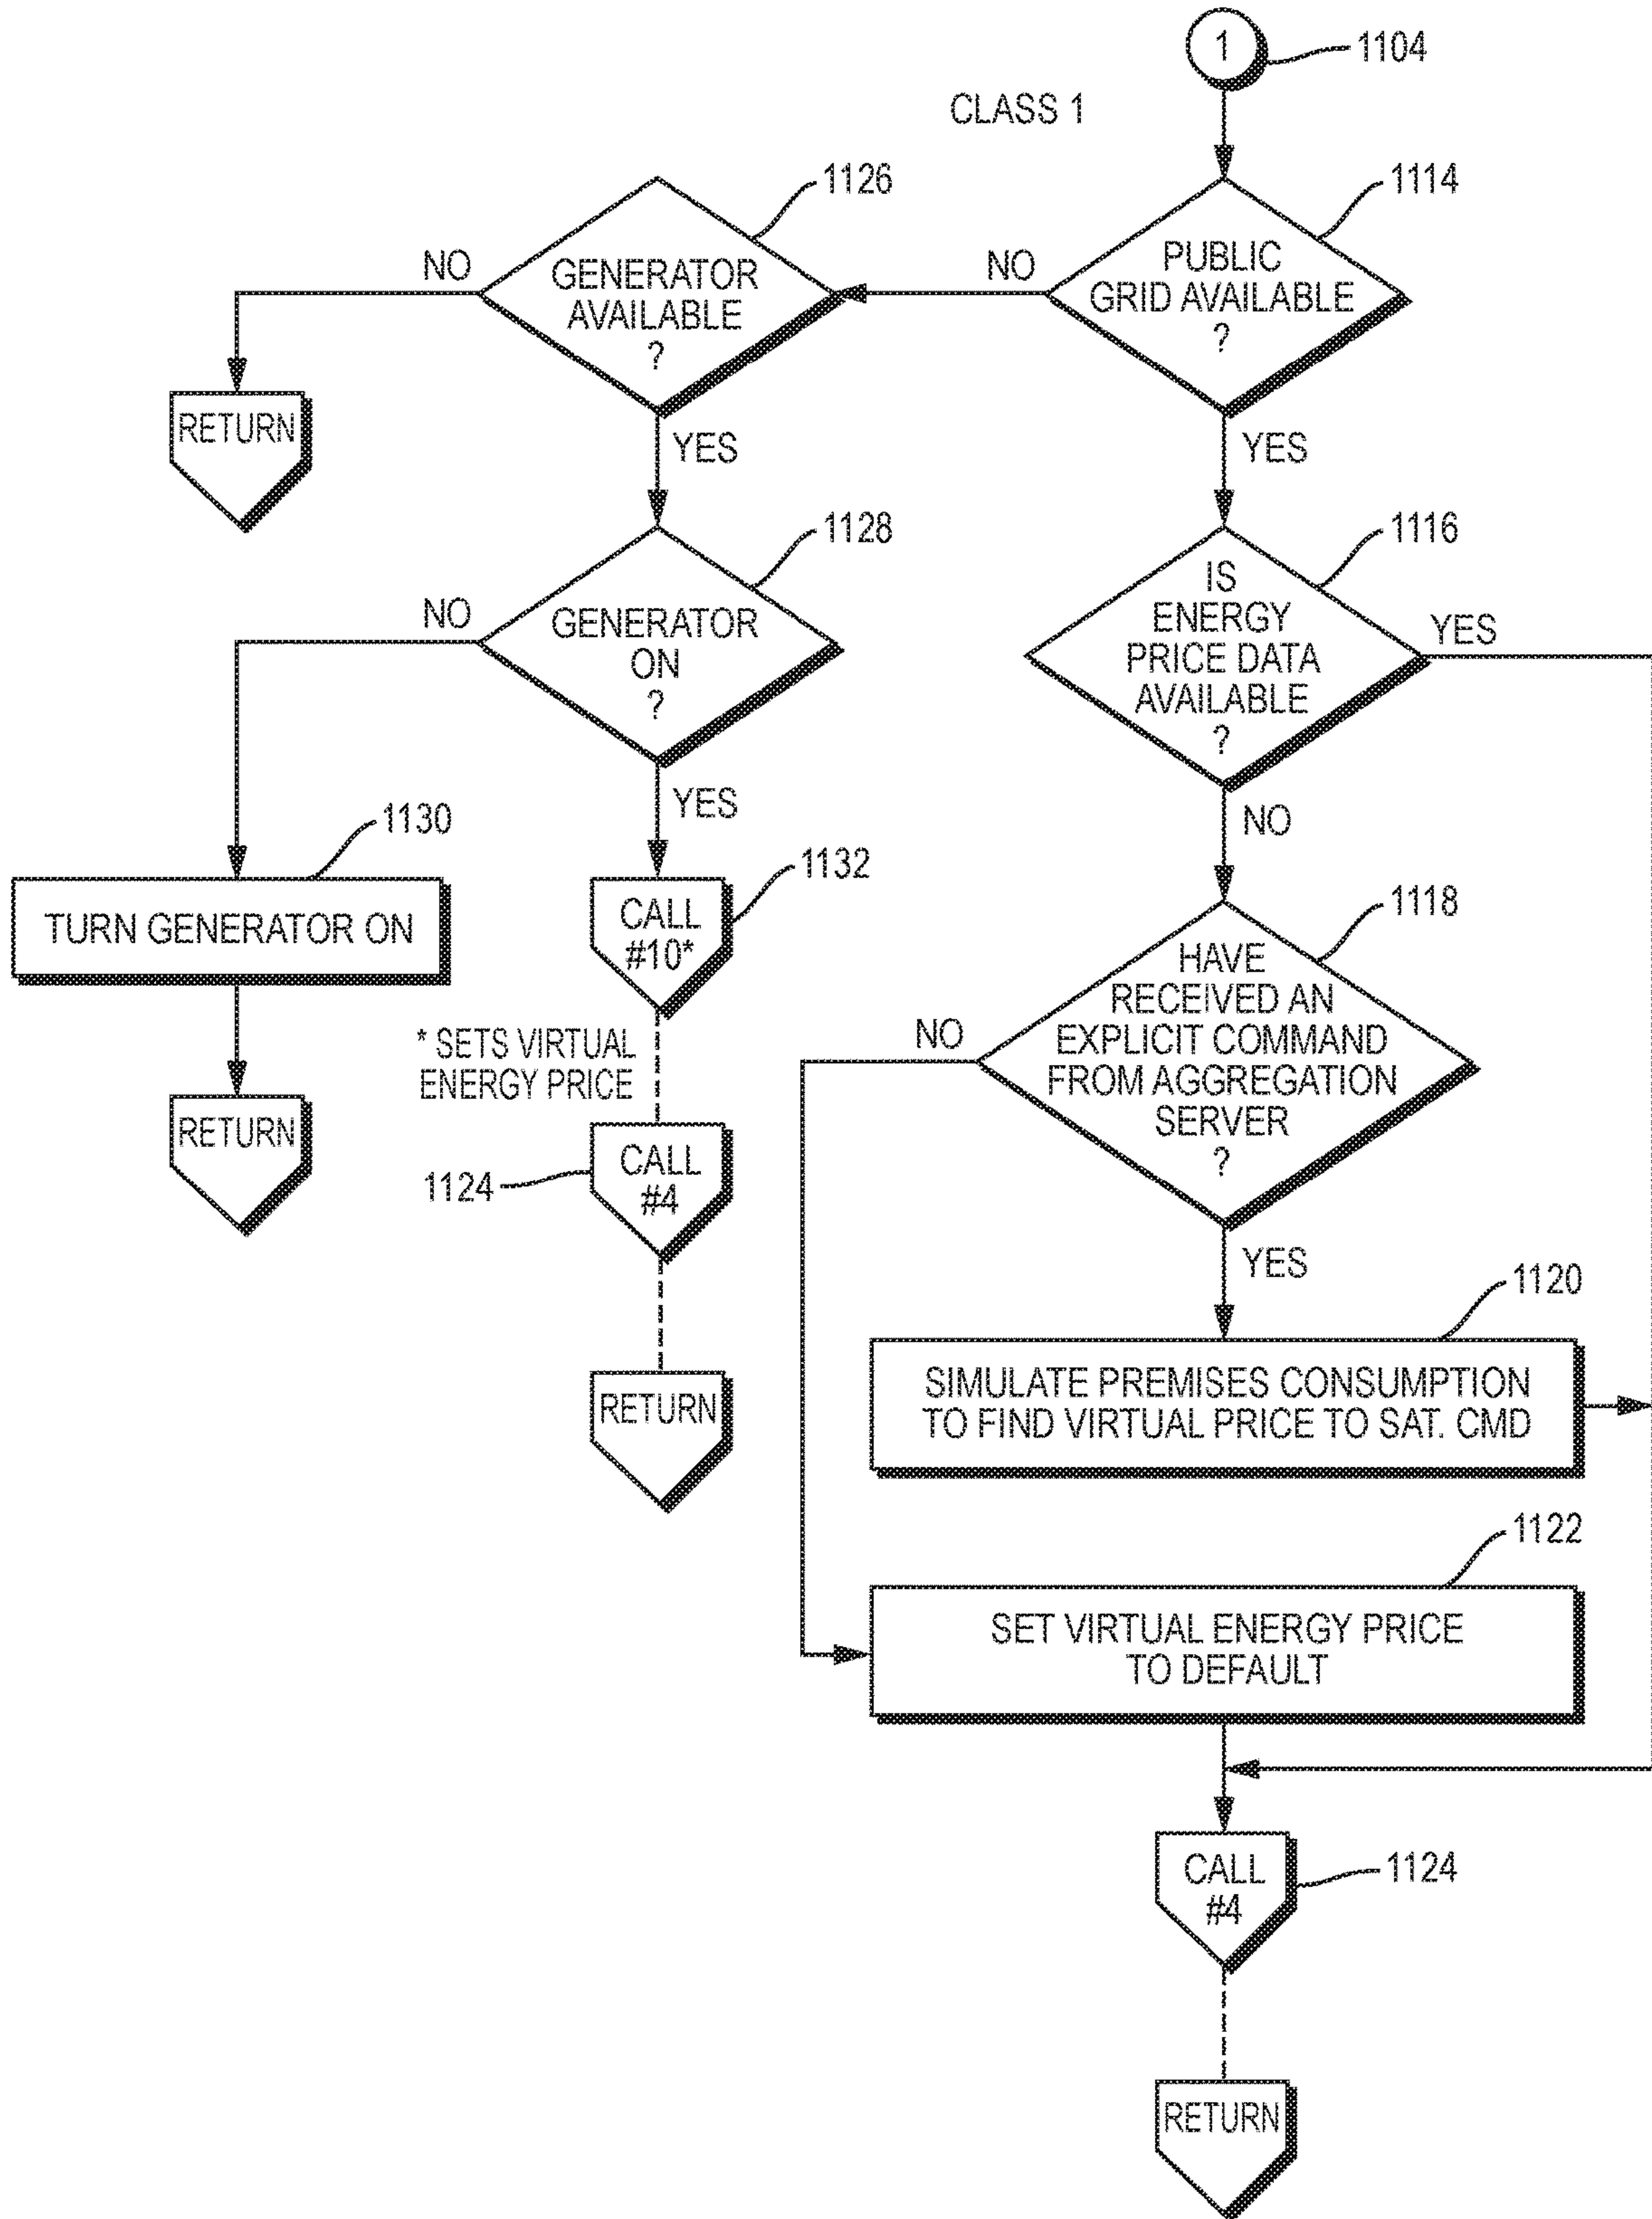 1
1104
CLASS 1
1126
1114
NO
GENERATOR
AVAILABLE
?
NO
PUBLIC
GRID AVAILABLE
?
RETURN
YES
YES
1128
1116
NO
GENERATOR
ON
?
IS
ENERGY
PRICE DATA
AVAILABLE
?
YES
YES
NO
1130
TURN GENERATOR ON
1132
CALL
#10*
1118
HAVE
RECEIVED AN
EXPLICIT COMMAND
FROM AGGREGATION
SERVER
?
NO
* SETS VIRTUAL
ENERGY PRICE
RETURN
1124
CALL
#4
YES
1120
SIMULATE PREMISES CONSUMPTION
TO FIND VIRTUAL PRICE TO SAT. CMD
RETURN
1122
SET VIRTUAL ENERGY PRICE
TO DEFAULT
CALL
#4
1124
RETURN